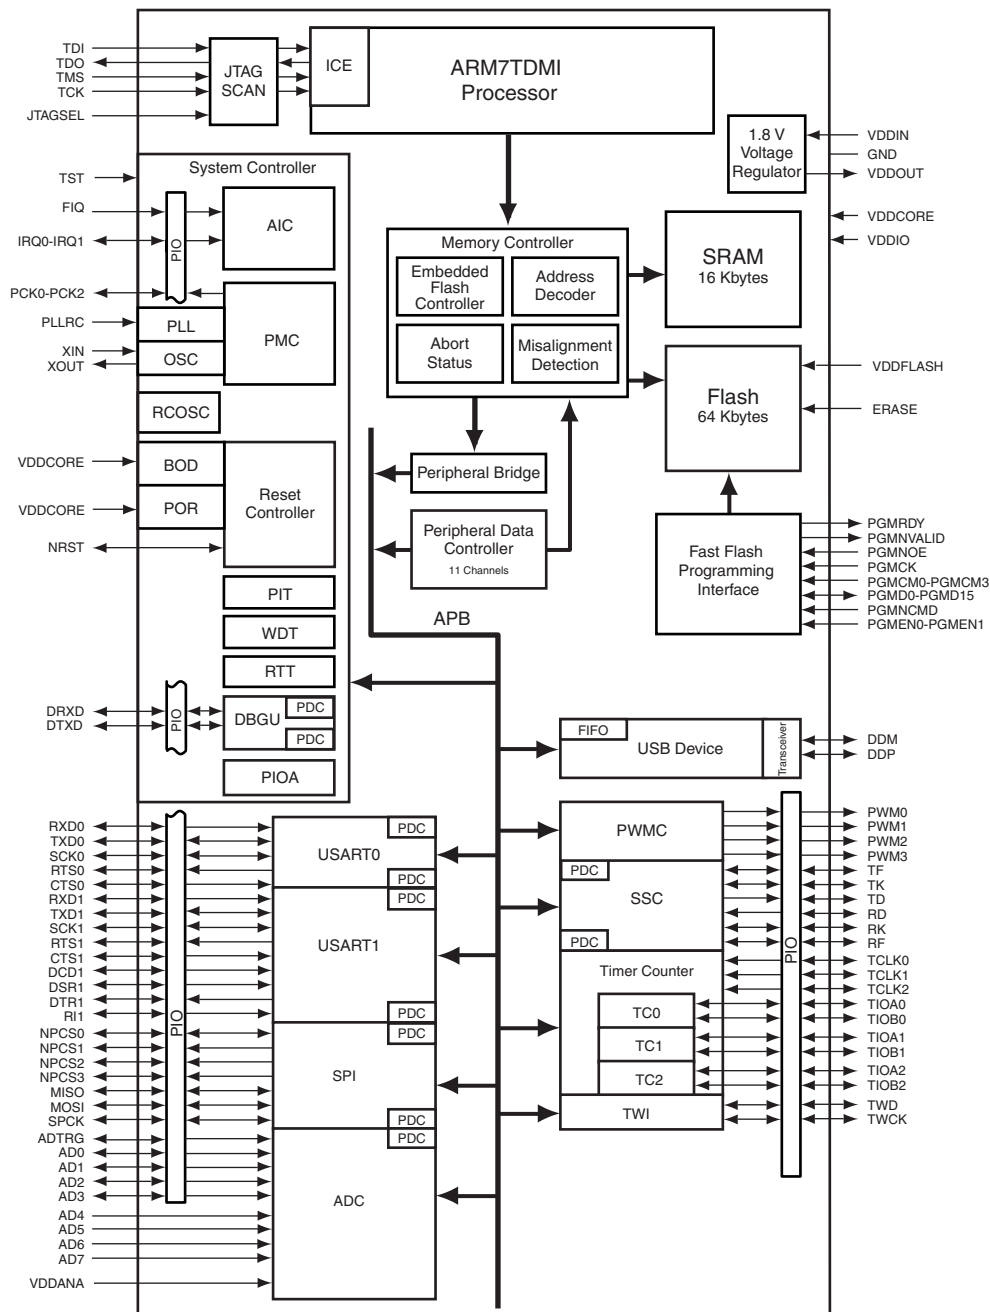 TDI
TDO
TMS
TCK
JTAGSEL
JTAG
SCAN
ICE
ARM7TDMI
Processor
1.8 V
Voltage
Regulator
VDDIN
GND
VDDOUT
VDDCORE
VDDIO
System Controller
TST
FIQ
IRQ0-IRQ1
PCK0-PCK2
PLLRC
XIN
XOUT
PIO
AIC
PMC
PLL
OSC
RCOSC
VDDCORE
VDDCORE
NRST
BOD
POR
Reset
Controller
PIT
WDT
RTT
DRXD
DTXD
PIO
DBGU
PDC
PDC
PIOA
Memory Controller
Embedded
Flash
Controller
Address
Decoder
Abort
Status
Misalignment
Detection
SRAM
16 Kbytes
Flash
64 Kbytes
VDDFLASH
ERASE
Peripheral Bridge
Peripheral Data
Controller
11 Channels
APB
Fast Flash
Programming
Interface
PGMRDY
PGMNVALID
PGMNOE
PGMCK
PGMCM0-PGMCM3
PGMD0-PGMD15
PGMNCMD
PGMEN0-PGMEN1
FIFO
USB Device
Transceiver
DDM
DDP
RXD0
TXD0
SCK0
RTS0
CTS0
RXD1
TXD1
SCK1
RTS1
CTS1
DCD1
DSR1
DTR1
RI1
NPCS0
NPCS1
NPCS2
NPCS3
MISO
MOSI
SPCK
ADTRG
AD0
AD1
AD2
AD3
AD4
AD5
AD6
AD7
VDDANA
PIO
PDC
USART0
PDC
PDC
USART1
PDC
PDC
SPI
PDC
PDC
ADC
PWMC
PDC
SSC
PDC
Timer Counter
TC0
TC1
TC2
TWI
PIO
PWM0
PWM1
PWM2
PWM3
TF
TK
TD
RD
RK
RF
TCLK0
TCLK1
TCLK2
TIOA0
TIOB0
TIOA1
TIOB1
TIOA2
TIOB2
TWD
TWCK